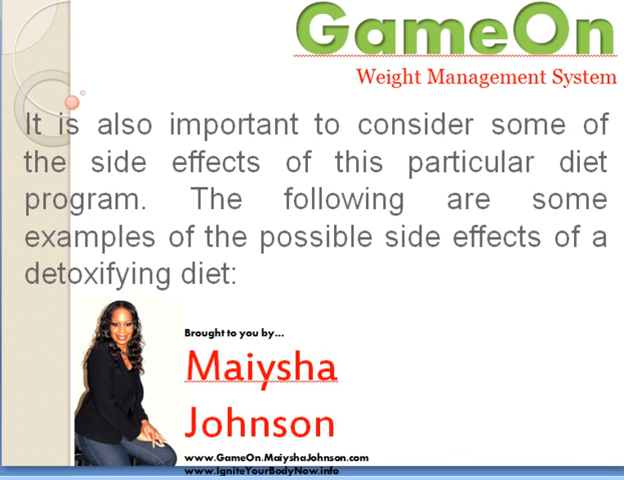 GameOn
Weight Management System
It is also important to consider some of
the side effects of this particular diet
program. The following are some
examples of the possible side effects of a
detoxifying diet:
Brought to you by...
Maiysha
Johnson
www.GameOn.MaiyshaJohnson.com
www.IgniteYourBodyNow.info